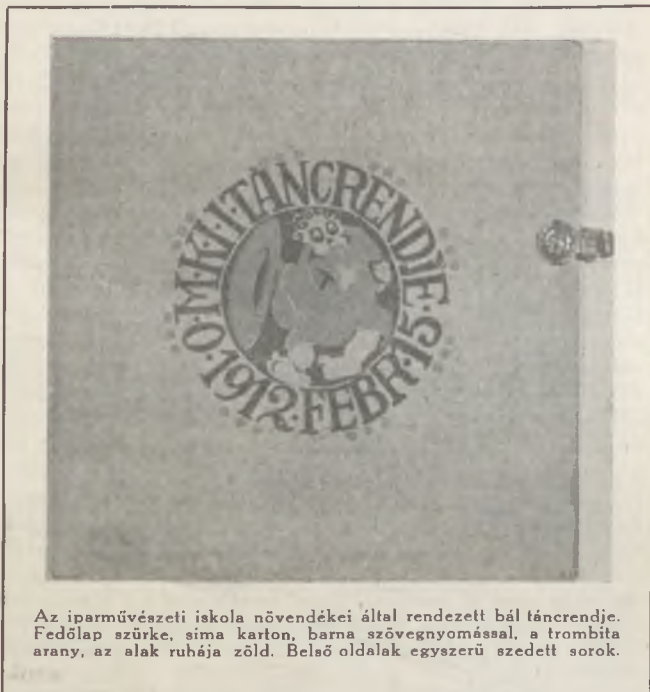 O·M·K·I·I·TÁNCRENDJE·
1912·FEBR·15
Az iparművészeti iskola növendékei által rendezett bál táncrendje.
Fedőlap szürke, sima karton, barna szövegnyomással, a trombita
arany, az alak ruhája zöld. Belső oldalak egyszerü szedett sorok.